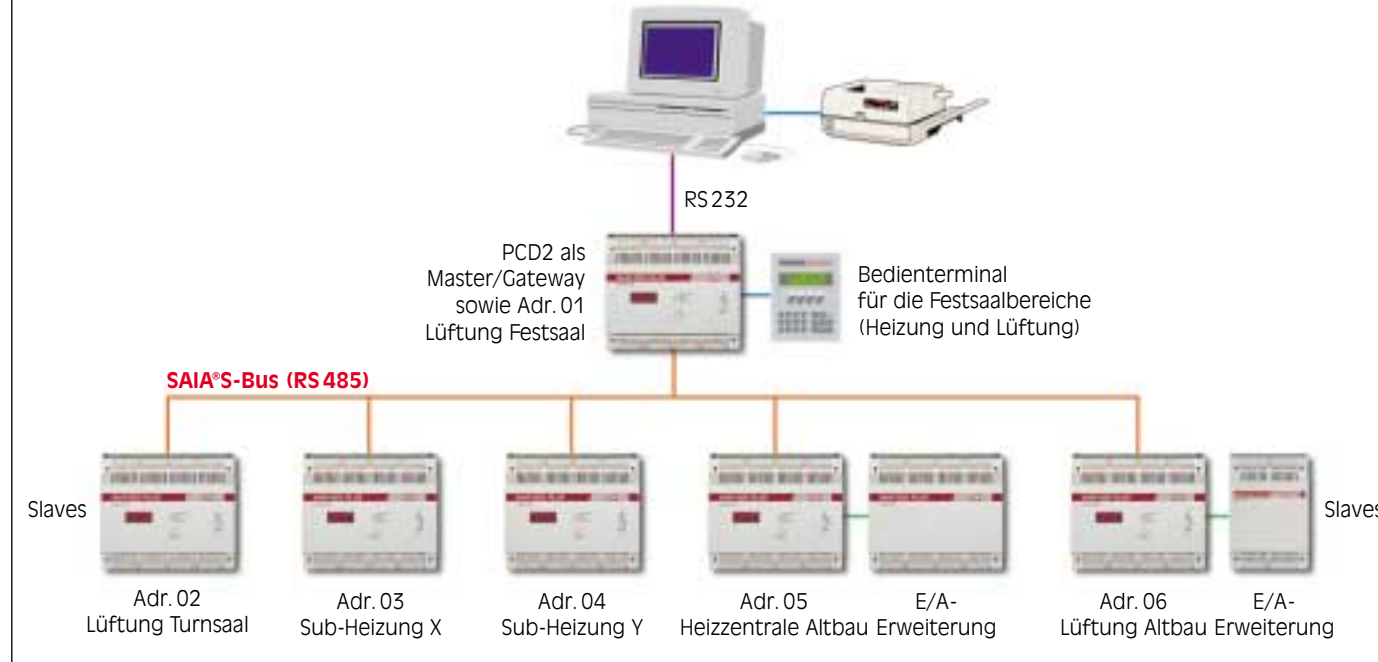 RS 232
PCD2 als
Master/Gateway
sowie Adr. 01
Lüftung Festsaal
Bedienterminal
für die Festsaalbereiche
(Heizung und Lüftung)
SAIA®S-Bus (RS 485)
Slaves
Slaves
Adr. 02
Lüftung Turnsaal
Adr. 03
Sub-Heizung X
Adr. 04
Sub-Heizung Y
Adr. 05
Heizzentrale Altbau
E/A-
Erweiterung
Adr. 06
Lüftung Altbau
E/A-
Erweiterung